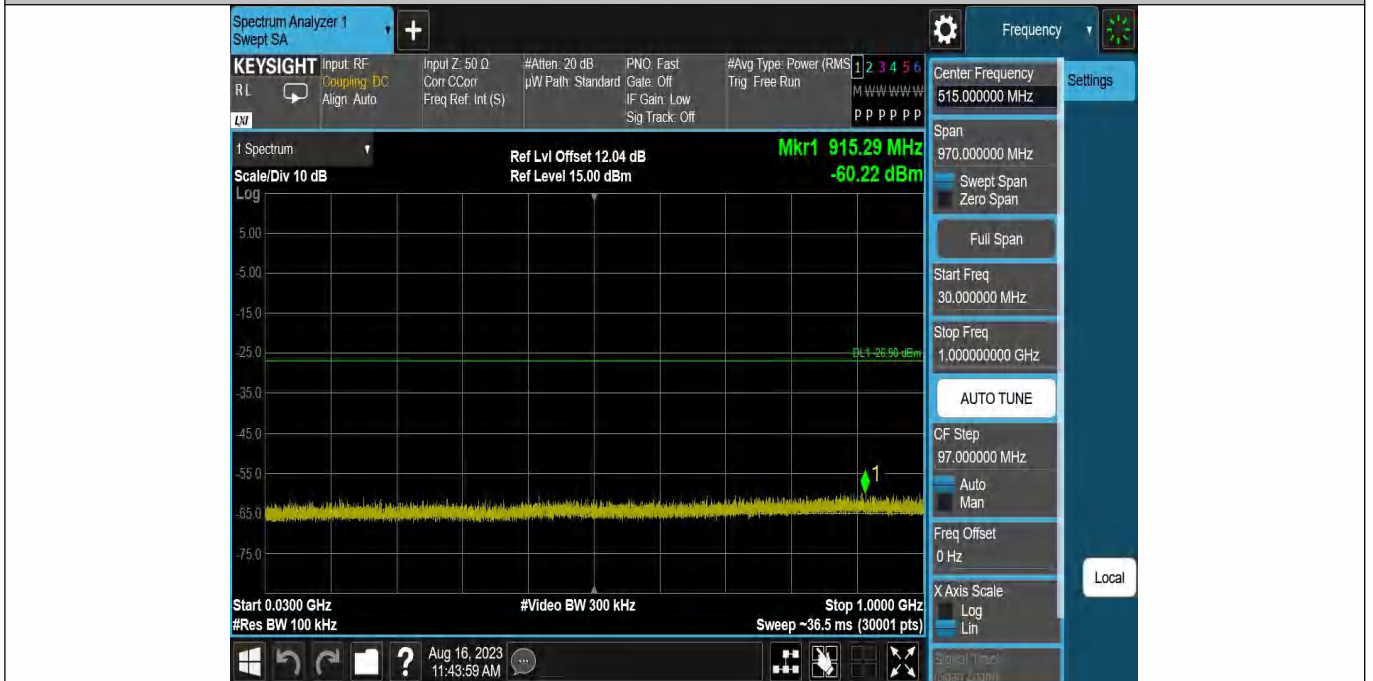 Spectrum Analyzer 1
Swept SA
+
Frequency
KEYSIGHT
RL
LXI
Input: RF
Coupling: DC
Align: Auto
Input Z: 50 Ω
Corr CCorr
Freq Ref: Int (S)
#Atten: 20 dB
µW Path: Standard
PNO: Fast
Gate: Off
IF Gain: Low
Sig Track: Off
#Avg Type: Power (RMS
Trig: Free Run
1 2 3 4 5 6
M W W W W W
P P P P P P
1 Spectrum
Scale/Div 10 dB
Ref Lvl Offset 12.04 dB
Ref Level 15.00 dBm
Mkr1 915.29 MHz
-60.22 dBm
Log
5.00
-5.00
-15.0
-25.0
DL1 -26.90 dBm
-35.0
-45.0
-55.0
1
-65.0
-75.0
Start 0.0300 GHz
#Video BW 300 kHz
Stop 1.0000 GHz
#Res BW 100 kHz
Sweep ~36.5 ms (30001 pts)
Center Frequency
515.000000 MHz
Settings
Span
970.000000 MHz
Swept Span
Zero Span
Full Span
Start Freq
30.000000 MHz
Stop Freq
1.000000000 GHz
AUTO TUNE
CF Step
97.000000 MHz
Auto
Man
Freq Offset
0 Hz
X Axis Scale
Log
Lin
Local
Signal Track
(Span Zoom)
?
Aug 16, 2023
11:43:59 AM